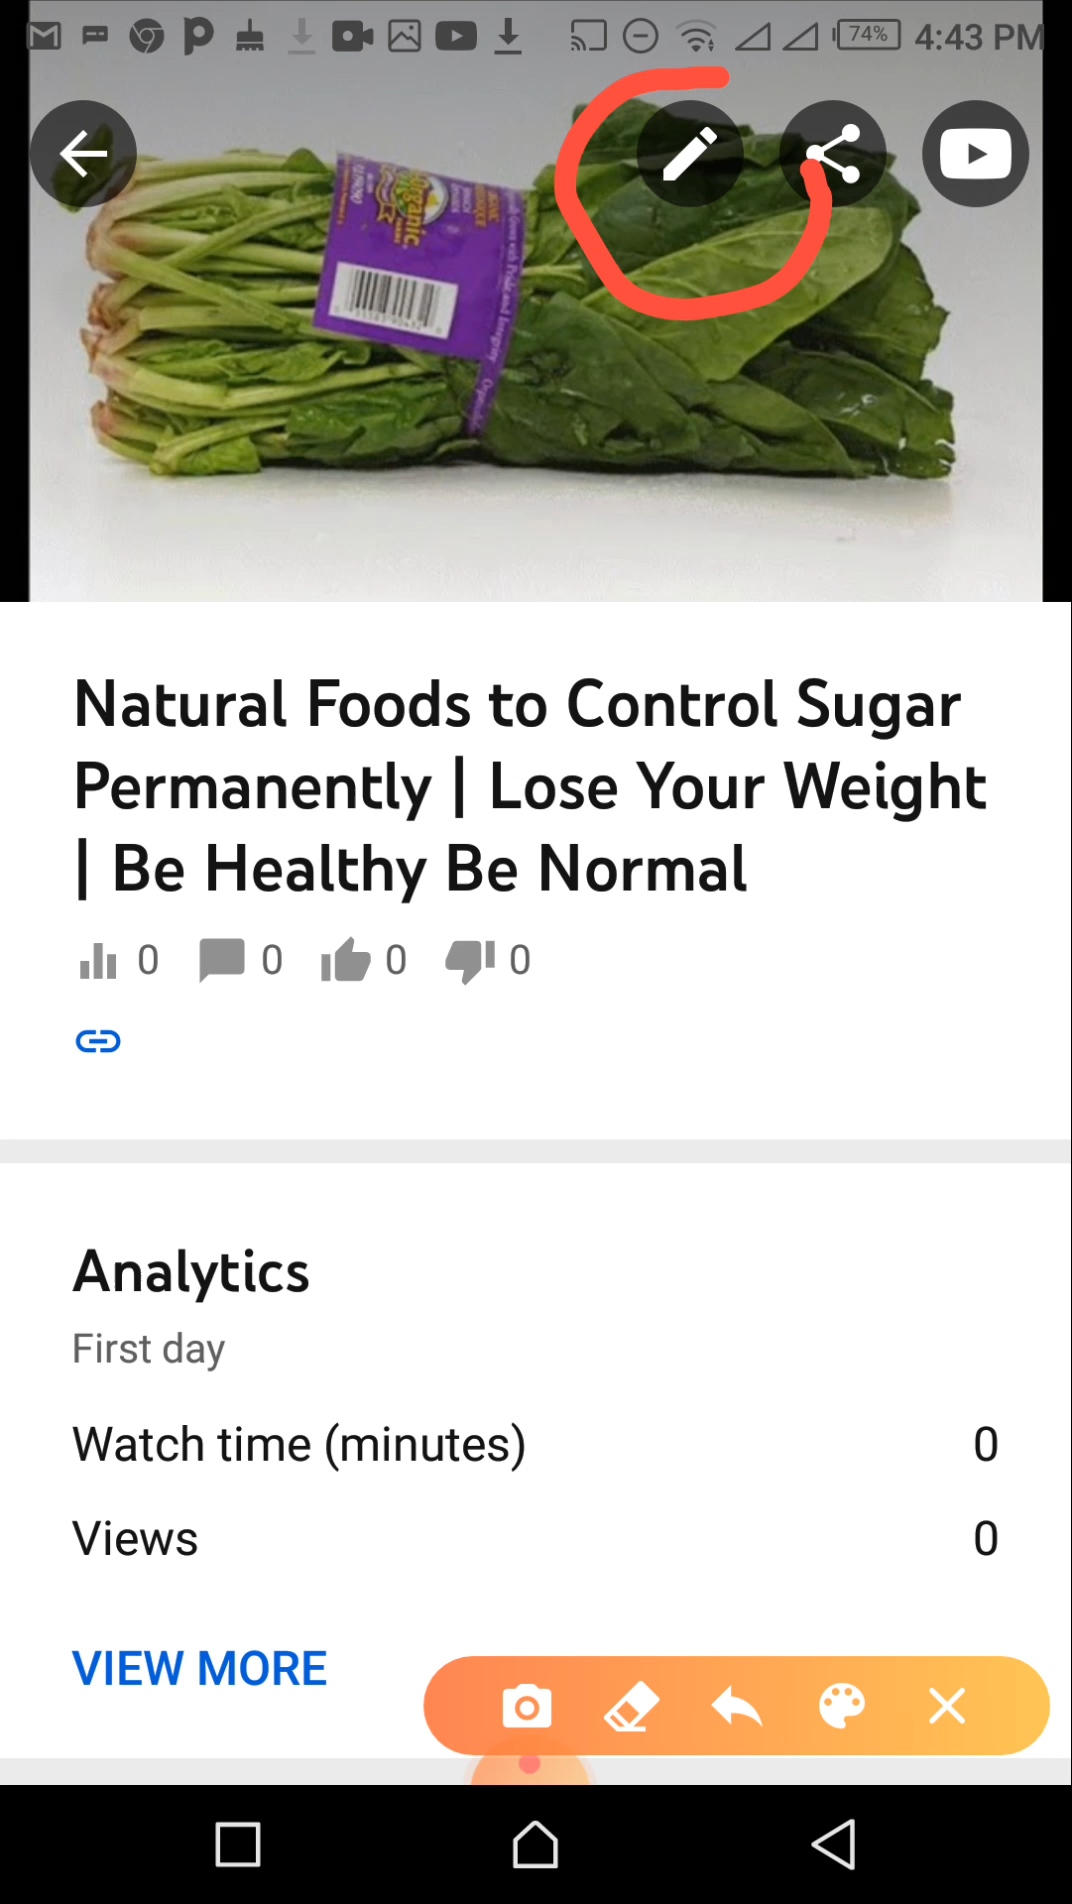 74% 4:43 PM
Organic
Natural Foods to Control Sugar
Permanently | Lose Your Weight
| Be Healthy Be Normal
0 0 0 0
Analytics
First day
Watch time (minutes) 0
Views 0
VIEW MORE